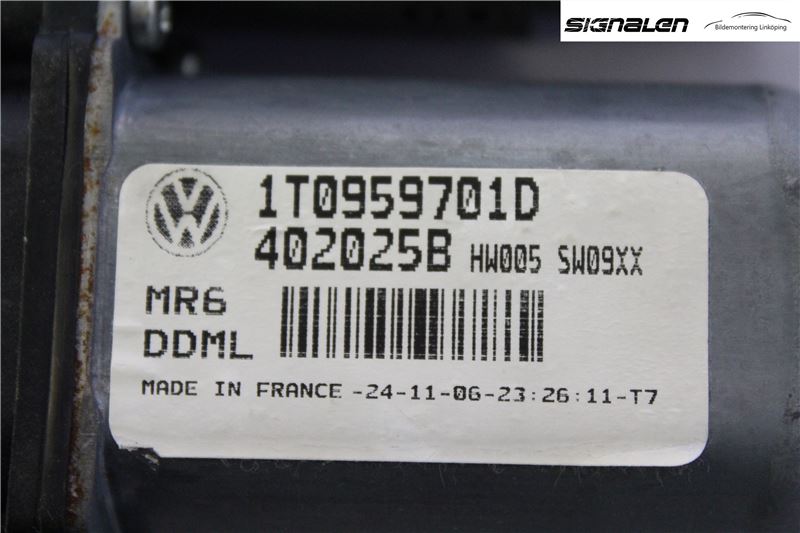 SIGNALEN
Bildemontering Linköping
1T0959701D
402025B HW005 SW09XX
MR6
DDML
MADE IN FRANCE -24-11-06-23:26:11-T7